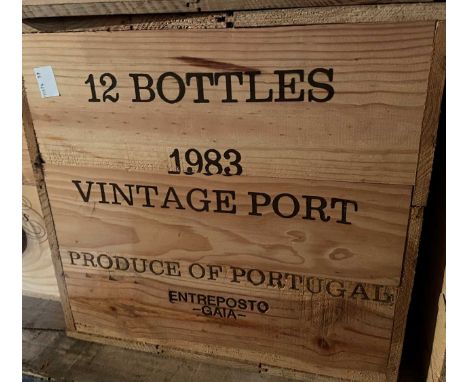 12 BOTTLES
1983
VINTAGE PORT
PRODUCE OF PORTUGAL
ENTREPOSTO
-GAIA-